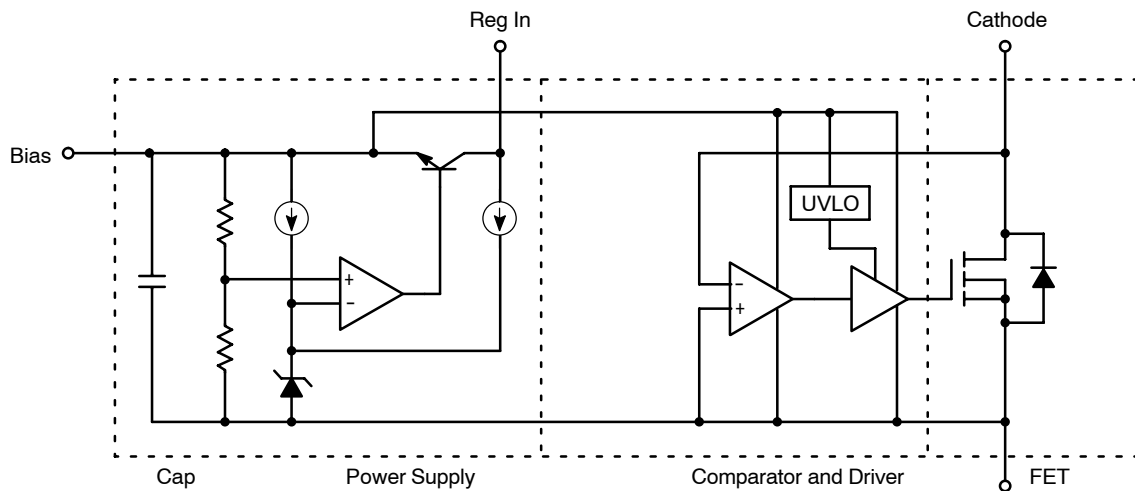 Reg In
Cathode
Bias
UVLO
+
−
−
+
Cap
Power Supply
Comparator and Driver
FET